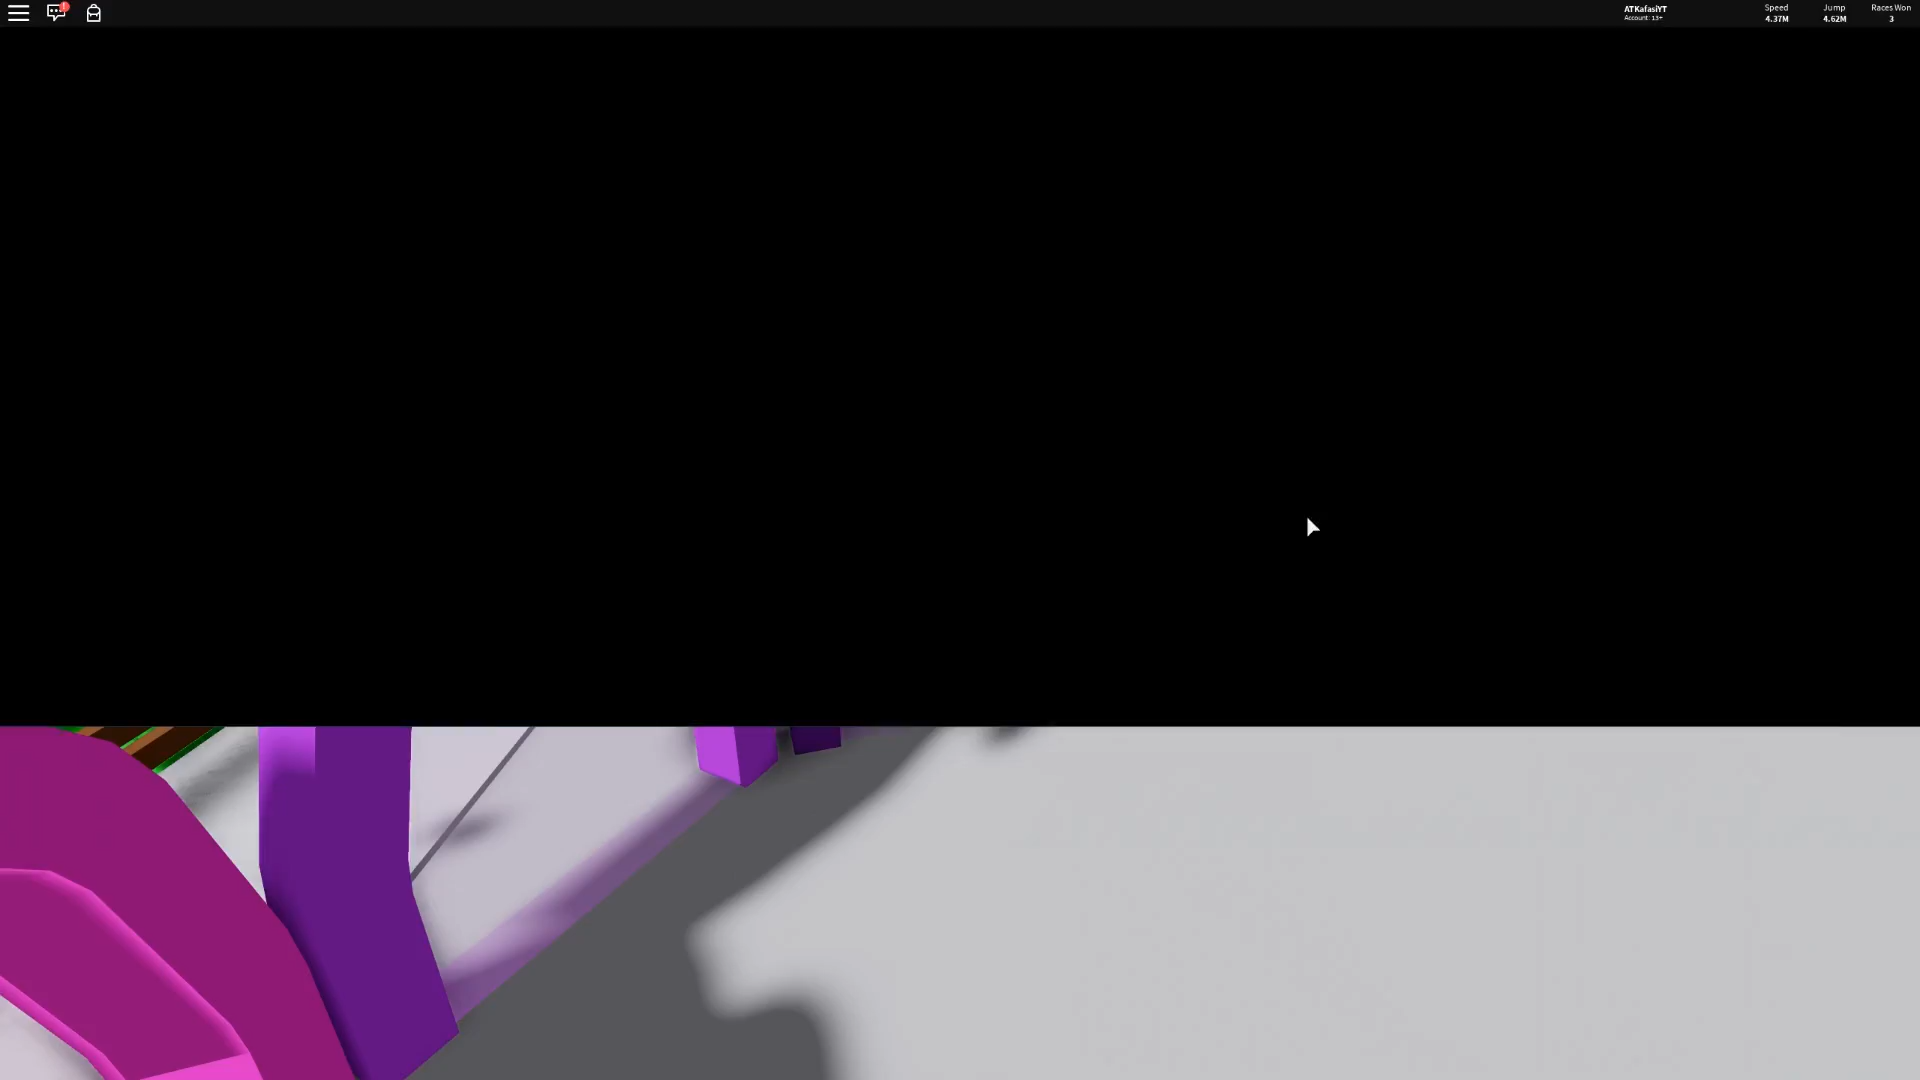 ATKafasiYT
Account: 13+
Speed
4.37M
Jump
4.62M
Races Won
3